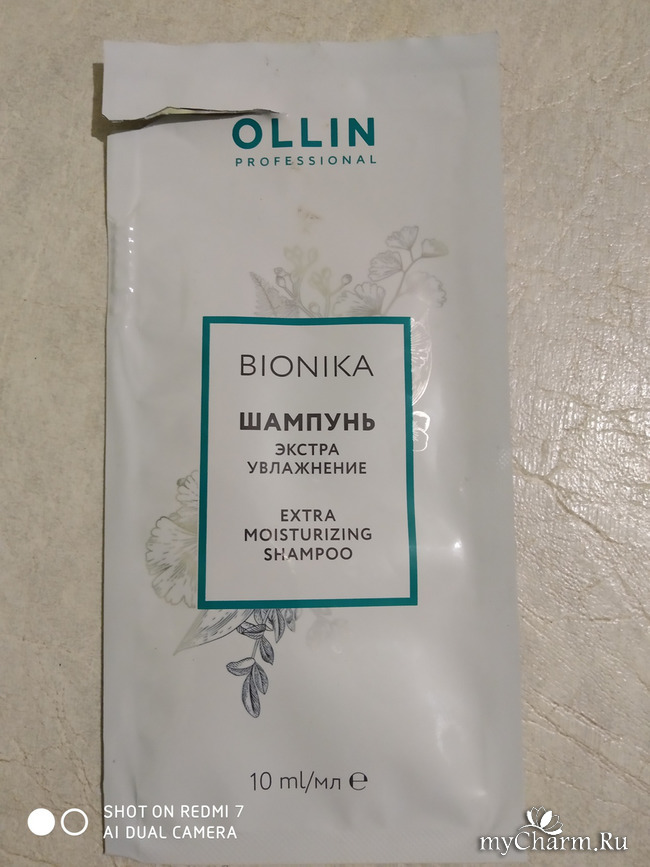 OLLIN
PROFESSIONAL
BIONIKA
ШАМПУНЬ
ЭКСТРА
УВЛАЖНЕНИЕ
EXTRA
MOISTURIZING
SHAMPOO
10 ml/мл ℮
SHOT ON REDMI 7
AI DUAL CAMERA
myCharm.Ru